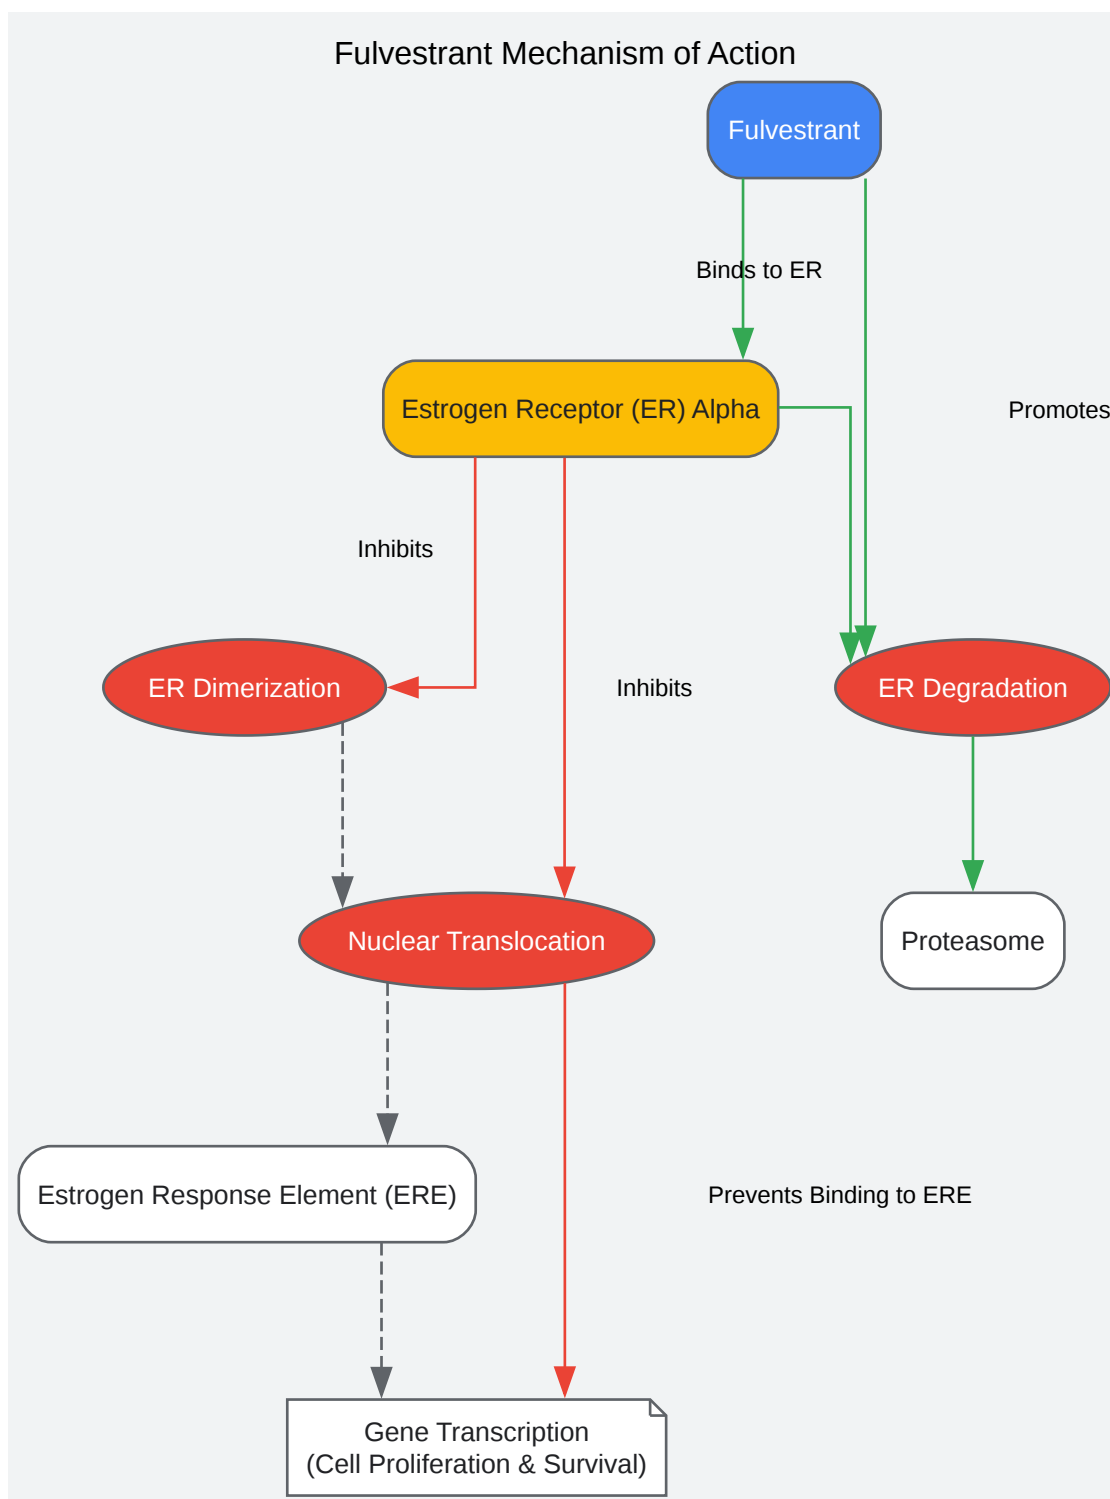 Fulvestrant Mechanism of Action
Fulvestrant
Binds to ER
Estrogen Receptor (ER) Alpha
Promotes
Inhibits
ER Dimerization
Inhibits
ER Degradation
Nuclear Translocation
Proteasome
Estrogen Response Element (ERE)
Prevents Binding to ERE
Gene Transcription
(Cell Proliferation & Survival)